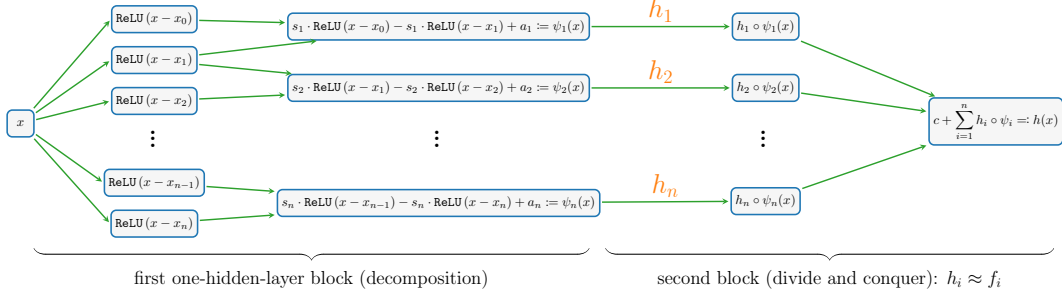 ReLU(x − x₀)
s₁ · ReLU(x − x₀) − s₁ · ReLU(x − x₁) + a₁ := ψ₁(x)
h₁
h₁ ∘ ψ₁(x)
ReLU(x − x₁)
s₂ · ReLU(x − x₁) − s₂ · ReLU(x − x₂) + a₂ := ψ₂(x)
h₂
h₂ ∘ ψ₂(x)
ReLU(x − x₂)
x
c + ∑ᵢ₌₁ⁿ hᵢ ∘ ψᵢ =: h(x)
⋮ ⋮ ⋮
ReLU(x − xₙ₋₁)
sₙ · ReLU(x − xₙ₋₁) − sₙ · ReLU(x − xₙ) + aₙ := ψₙ(x)
hₙ
hₙ ∘ ψₙ(x)
ReLU(x − xₙ)
first one-hidden-layer block (decomposition)
second block (divide and conquer): hᵢ ≈ fᵢ